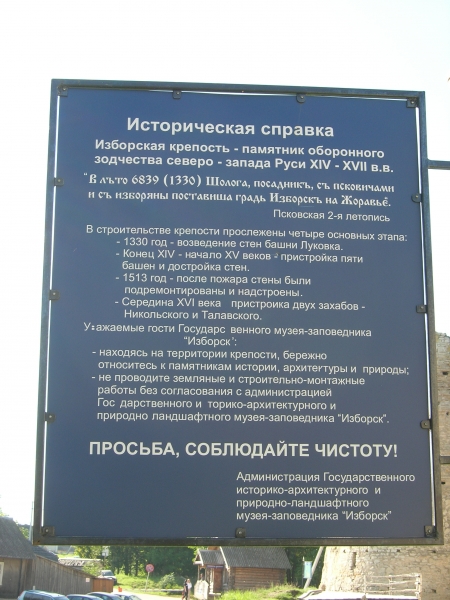 Историческая справка
Изборская крепость - памятник оборонного
зодчества северо - запада Руси XIV - XVII в.в.
"В лѣто 6839 (1330) Шолога, посадникъ, съ псковичами
и съ изборяны поставиша градь Изборскъ на Жоравьё.
Псковская 2-я летопись
В строительстве крепости прослежены четыре основных этапа:
- 1330 год - возведение стен башни Луковка.
- Конец XIV - начало XV веков - пристройка пяти
башен и достройка стен.
- 1513 год - после пожара стены были
подремонтированы и надстроены.
- Середина XVI века пристройка двух захабов -
Никольского и Талавского.
Уважаемые гости Государс венного музея-заповедника
"Изборск":
- находясь на территории крепости, бережно
относитесь к памятникам истории, архитектуры и природы;
- не проводите земляные и строительно-монтажные
работы без согласования с администрацией
Гос дарственного и торико-архитектурного и
природно ландшафтного музея-заповедника "Изборск".
ПРОСЬБА, СОБЛЮДАЙТЕ ЧИСТОТУ!
Администрация Государственного
историко-архитектурного и
природно-ландшафтного
музея-заповедника "Изборск"